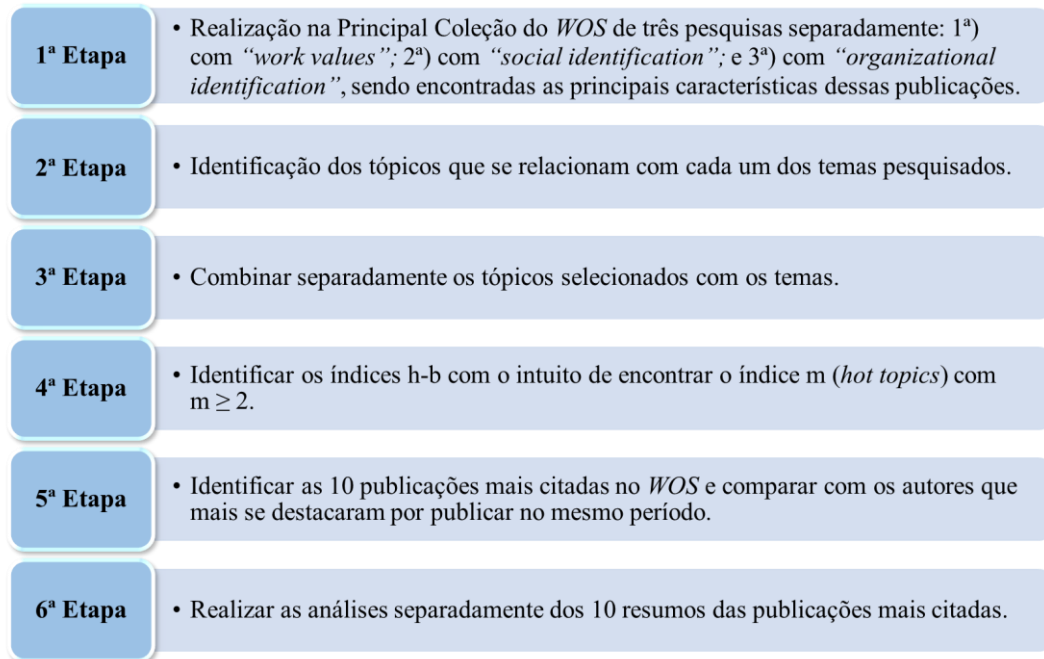 1ª Etapa
• Realização na Principal Coleção do WOS de três pesquisas separadamente: 1ª)
com “work values”; 2ª) com “social identification”; e 3ª) com “organizational
identification”, sendo encontradas as principais características dessas publicações.
2ª Etapa
• Identificação dos tópicos que se relacionam com cada um dos temas pesquisados.
3ª Etapa
• Combinar separadamente os tópicos selecionados com os temas.
4ª Etapa
• Identificar os índices h-b com o intuito de encontrar o índice m (hot topics) com
m ≥ 2.
5ª Etapa
• Identificar as 10 publicações mais citadas no WOS e comparar com os autores que
mais se destacaram por publicar no mesmo período.
6ª Etapa
• Realizar as análises separadamente dos 10 resumos das publicações mais citadas.